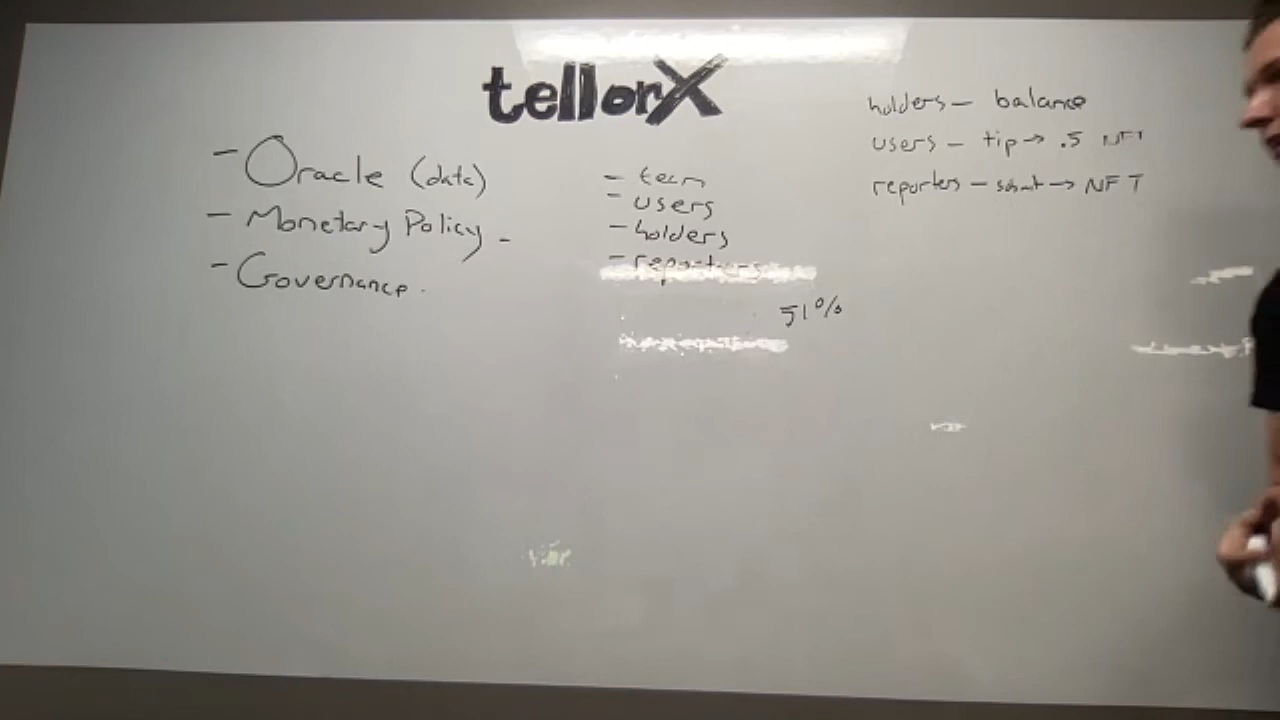 tellorX
- Oracle (data)
- Monetary Policy -
- Governance.
- team
- users
- holders
- reporters
51%
holders - balance
users - tip → .5 NFT
reporters - submit → NFT